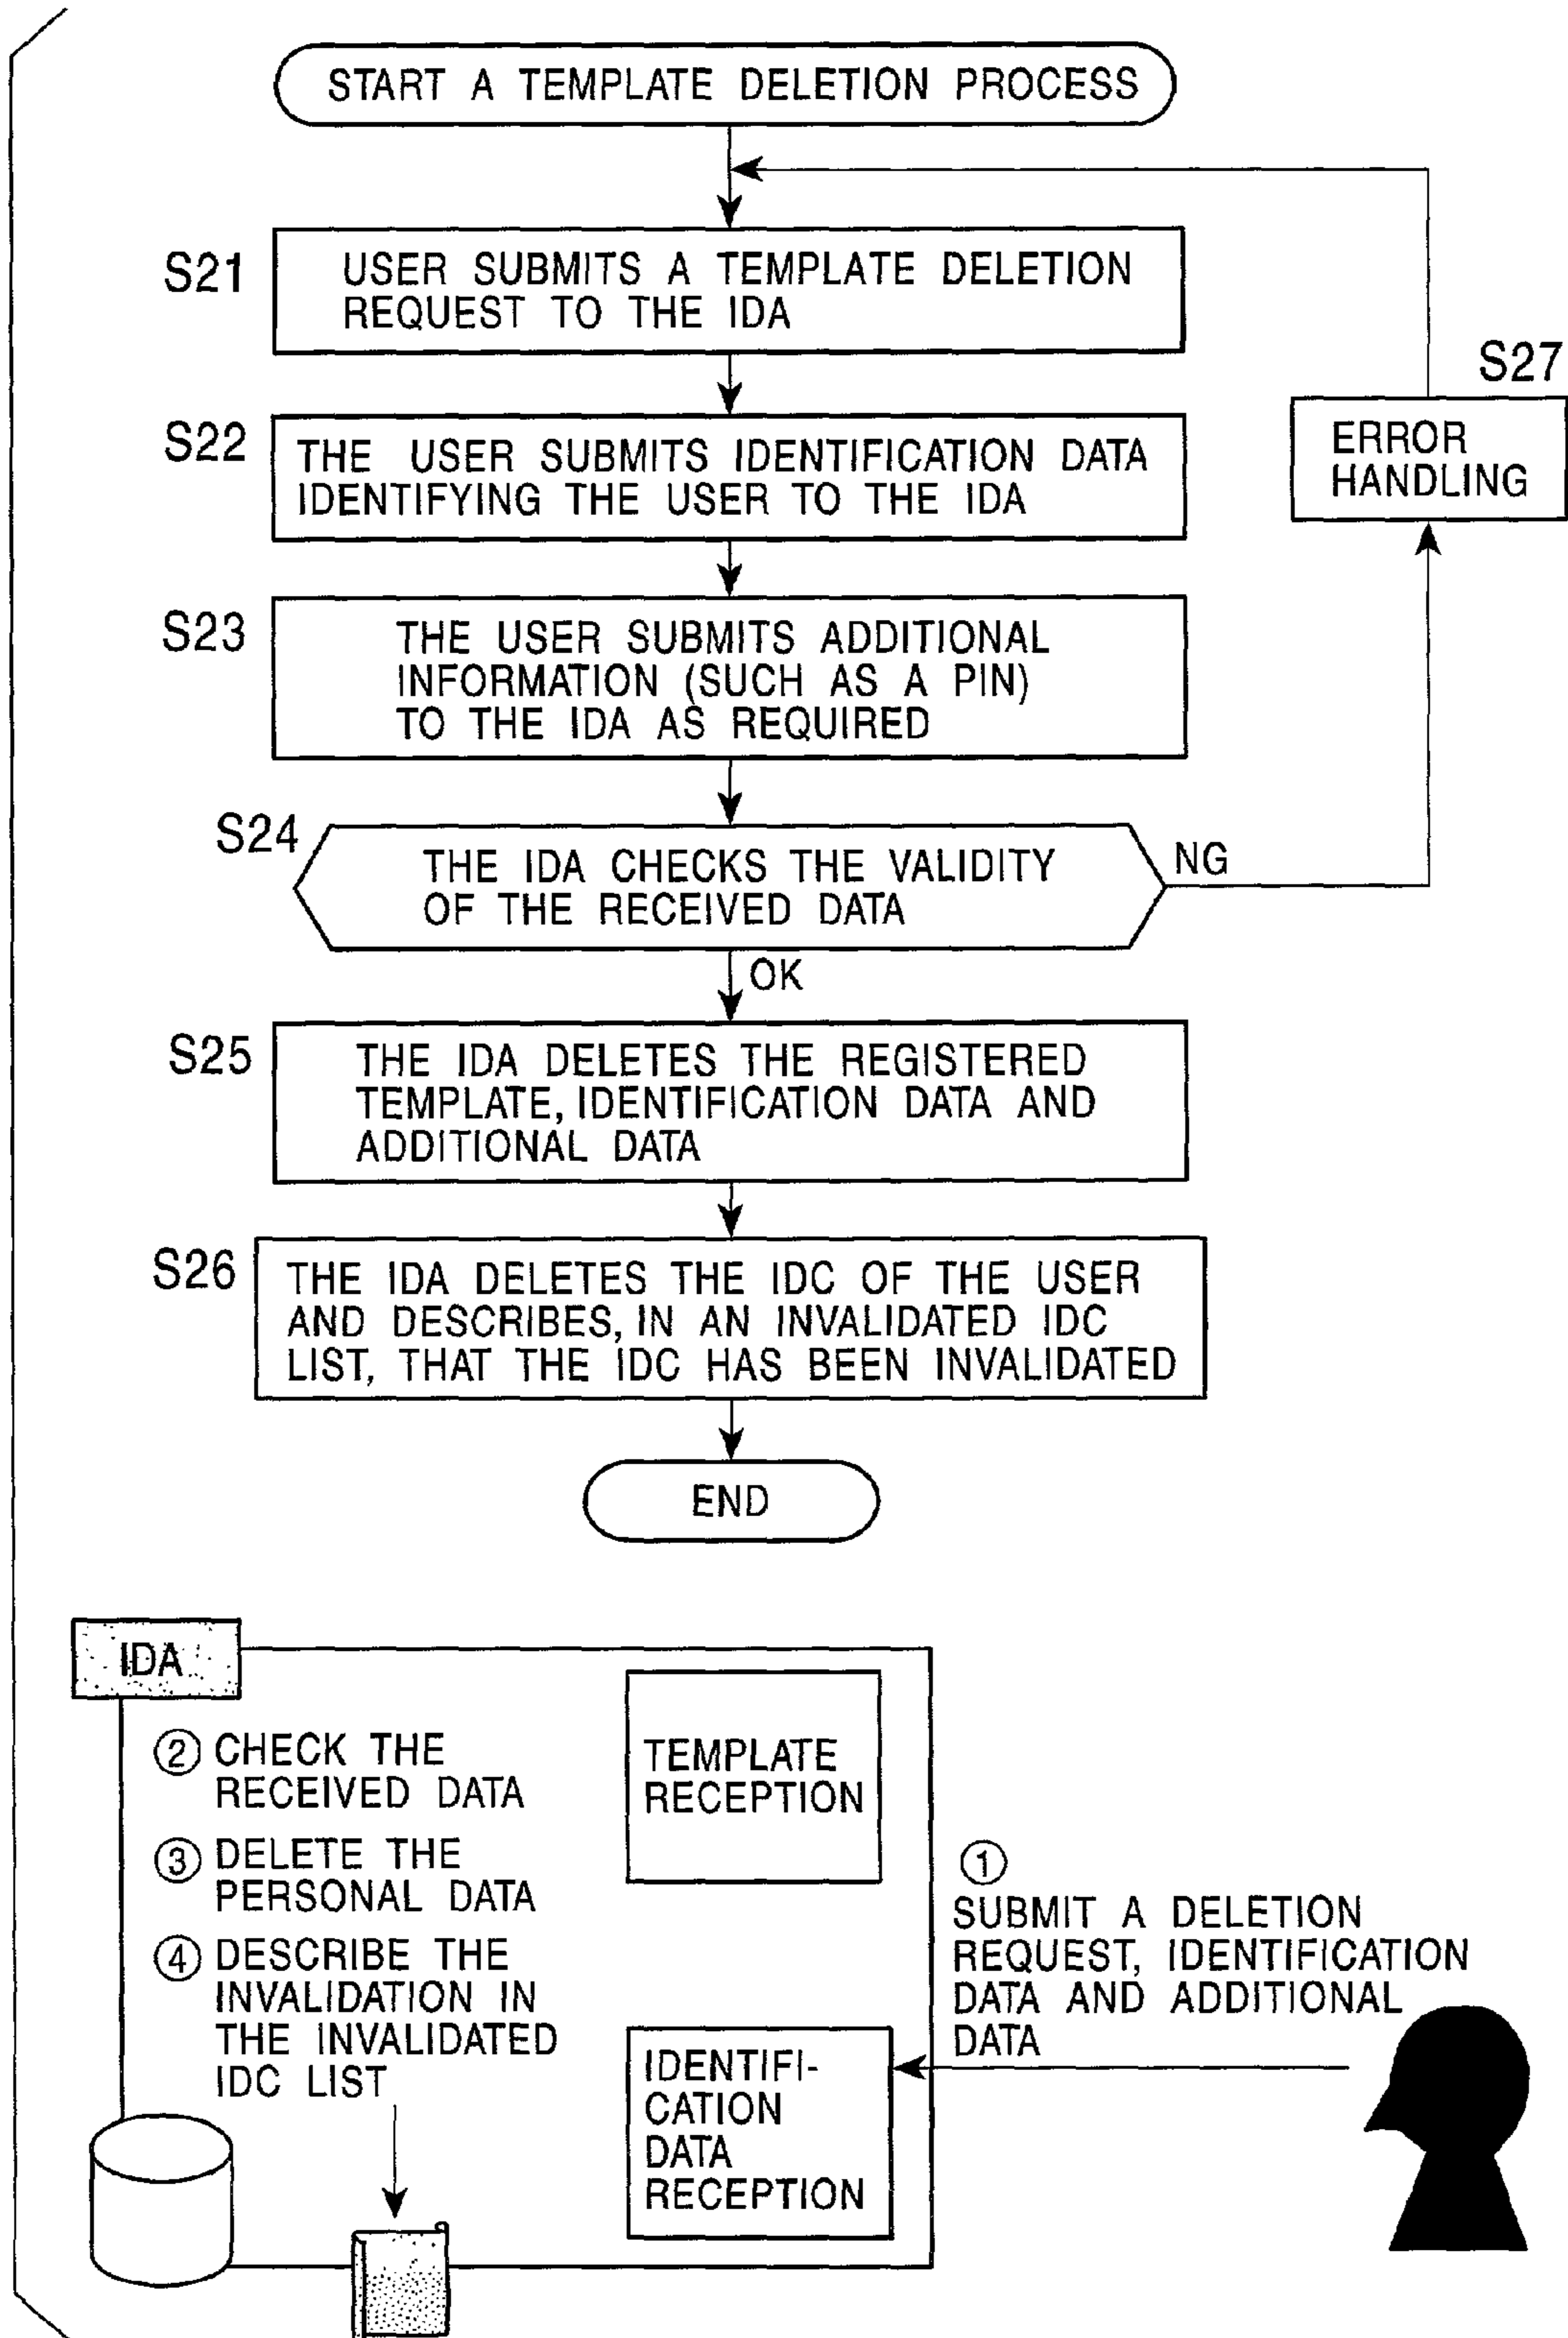 START A TEMPLATE DELETION PROCESS
S21
USER SUBMITS A TEMPLATE DELETION
REQUEST TO THE IDA
S27
ERROR
HANDLING
S22
THE USER SUBMITS IDENTIFICATION DATA
IDENTIFYING THE USER TO THE IDA
S23
THE USER SUBMITS ADDITIONAL
INFORMATION (SUCH AS A PIN)
TO THE IDA AS REQUIRED
S24
THE IDA CHECKS THE VALIDITY
OF THE RECEIVED DATA
NG
OK
S25
THE IDA DELETES THE REGISTERED
TEMPLATE, IDENTIFICATION DATA AND
ADDITIONAL DATA
S26
THE IDA DELETES THE IDC OF THE USER
AND DESCRIBES, IN AN INVALIDATED IDC
LIST, THAT THE IDC HAS BEEN INVALIDATED
END
IDA
② CHECK THE
RECEIVED DATA
③ DELETE THE
PERSONAL DATA
④ DESCRIBE THE
INVALIDATION IN
THE INVALIDATED
IDC LIST
TEMPLATE
RECEPTION
①
SUBMIT A DELETION
REQUEST, IDENTIFICATION
DATA AND ADDITIONAL
DATA
IDENTIFI-
CATION
DATA
RECEPTION